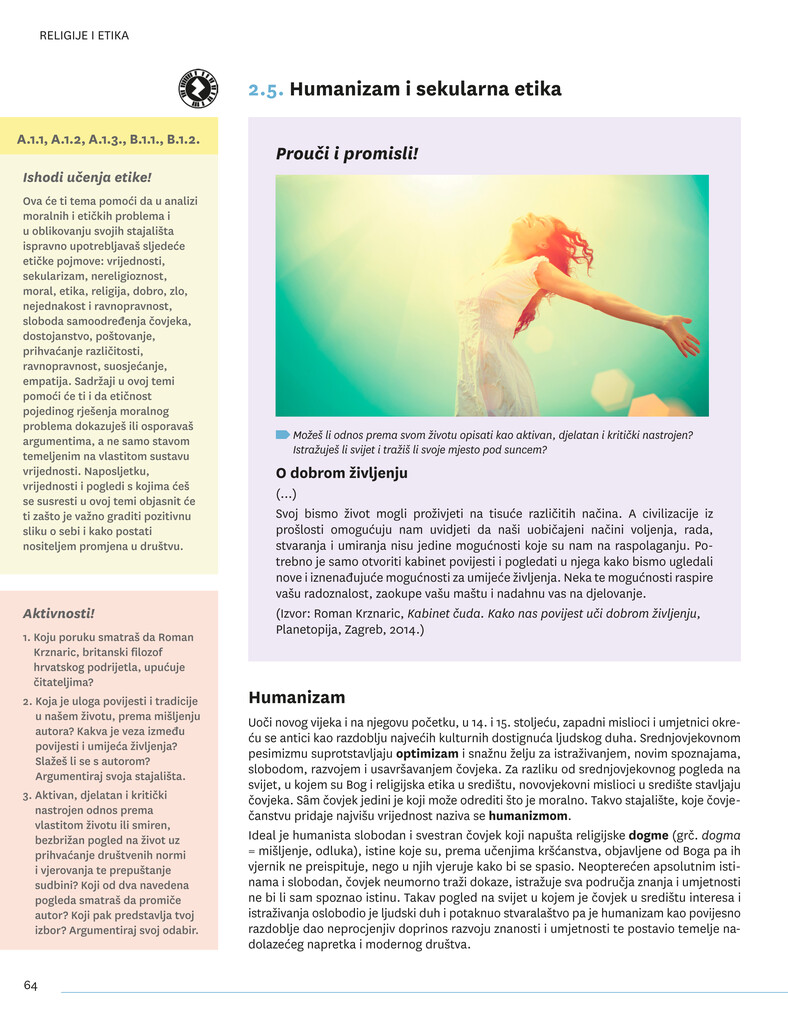 RELIGIJE I ETIKA
2.5. Humanizam i sekularna etika
A.1.1, A.1.2, A.1.3., B.1.1., B.1.2.
Ishodi učenja etike!
Ova će ti tema pomoći da u analizi
moralnih i etičkih problema i
u oblikovanju svojih stajališta
ispravno upotrebljavaš sljedeće
etičke pojmove: vrijednosti,
sekularizam, nereligioznost,
moral, etika, religija, dobro, zlo,
nejednakost i ravnopravnost,
sloboda samoodređenja čovjeka,
dostojanstvo, poštovanje,
prihvaćanje različitosti,
ravnopravnost, suosjećanje,
empatija. Sadržaji u ovoj temi
pomoći će ti i da etičnost
pojedinog rješenja moralnog
problema dokazuješ ili osporavaš
argumentima, a ne samo stavom
temeljenim na vlastitom sustavu
vrijednosti. Naposljetku,
vrijednosti i pogledi s kojima ćeš
se susresti u ovoj temi objasnit će
ti zašto je važno graditi pozitivnu
sliku o sebi i kako postati
nositeljem promjena u društvu.
Aktivnosti!
1. Koju poruku smatraš da Roman
Krznaric, britanski filozof
hrvatskog podrijetla, upućuje
čitateljima?
2. Koja je uloga povijesti i tradicije
u našem životu, prema mišljenju
autora? Kakva je veza između
povijesti i umijeća življenja?
Slažeš li se s autorom?
Argumentiraj svoja stajališta.
3. Aktivan, djelatan i kritički
nastrojen odnos prema
vlastitom životu ili smiren,
bezbrižan pogled na život uz
prihvaćanje društvenih normi
i vjerovanja te prepuštanje
sudbini? Koji od dva navedena
pogleda smatraš da promiče
autor? Koji pak predstavlja tvoj
izbor? Argumentiraj svoj odabir.
Prouči i promisli!
Možeš li odnos prema svom životu opisati kao aktivan, djelatan i kritički nastrojen?
Istražuješ li svijet i tražiš li svoje mjesto pod suncem?
O dobrom življenju
(...)
Svoj bismo život mogli proživjeti na tisuće različitih načina. A civilizacije iz
prošlosti omogućuju nam uvidjeti da naši uobičajeni načini voljenja, rada,
stvaranja i umiranja nisu jedine mogućnosti koje su nam na raspolaganju. Po-
trebno je samo otvoriti kabinet povijesti i pogledati u njega kako bismo ugledali
nove i iznenađujuće mogućnosti za umijeće življenja. Neka te mogućnosti raspire
vašu radoznalost, zaokupe vašu maštu i nadahnu vas na djelovanje.
(Izvor: Roman Krznaric, Kabinet čuda. Kako nas povijest uči dobrom življenju,
Planetopija, Zagreb, 2014.)
Humanizam
Uoči novog vijeka i na njegovu početku, u 14. i 15. stoljeću, zapadni mislioci i umjetnici okre-
ću se antici kao razdoblju najvećih kulturnih dostignuća ljudskog duha. Srednjovjekovnom
pesimizmu suprotstavljaju optimizam i snažnu želju za istraživanjem, novim spoznajama,
slobodom, razvojem i usavršavanjem čovjeka. Za razliku od srednjovjekovnog pogleda na
svijet, u kojem su Bog i religijska etika u središtu, novovjekovni mislioci u središte stavljaju
čovjeka. Sâm čovjek jedini je koji može odrediti što je moralno. Takvo stajalište, koje čovje-
čanstvu pridaje najvišu vrijednost naziva se humanizmom.
Ideal je humanista slobodan i svestran čovjek koji napušta religijske dogme (grč. dogma
= mišljenje, odluka), istine koje su, prema učenjima kršćanstva, objavljene od Boga pa ih
vjernik ne preispituje, nego u njih vjeruje kako bi se spasio. Neopterećen apsolutnim isti-
nama i slobodan, čovjek neumorno traži dokaze, istražuje sva područja znanja i umjetnosti
ne bi li sam spoznao istinu. Takav pogled na svijet u kojem je čovjek u središtu interesa i
istraživanja oslobodio je ljudski duh i potaknuo stvaralaštvo pa je humanizam kao povijesno
razdoblje dao neprocjenjiv doprinos razvoju znanosti i umjetnosti te postavio temelje na-
dolazećeg napretka i modernog društva.
64